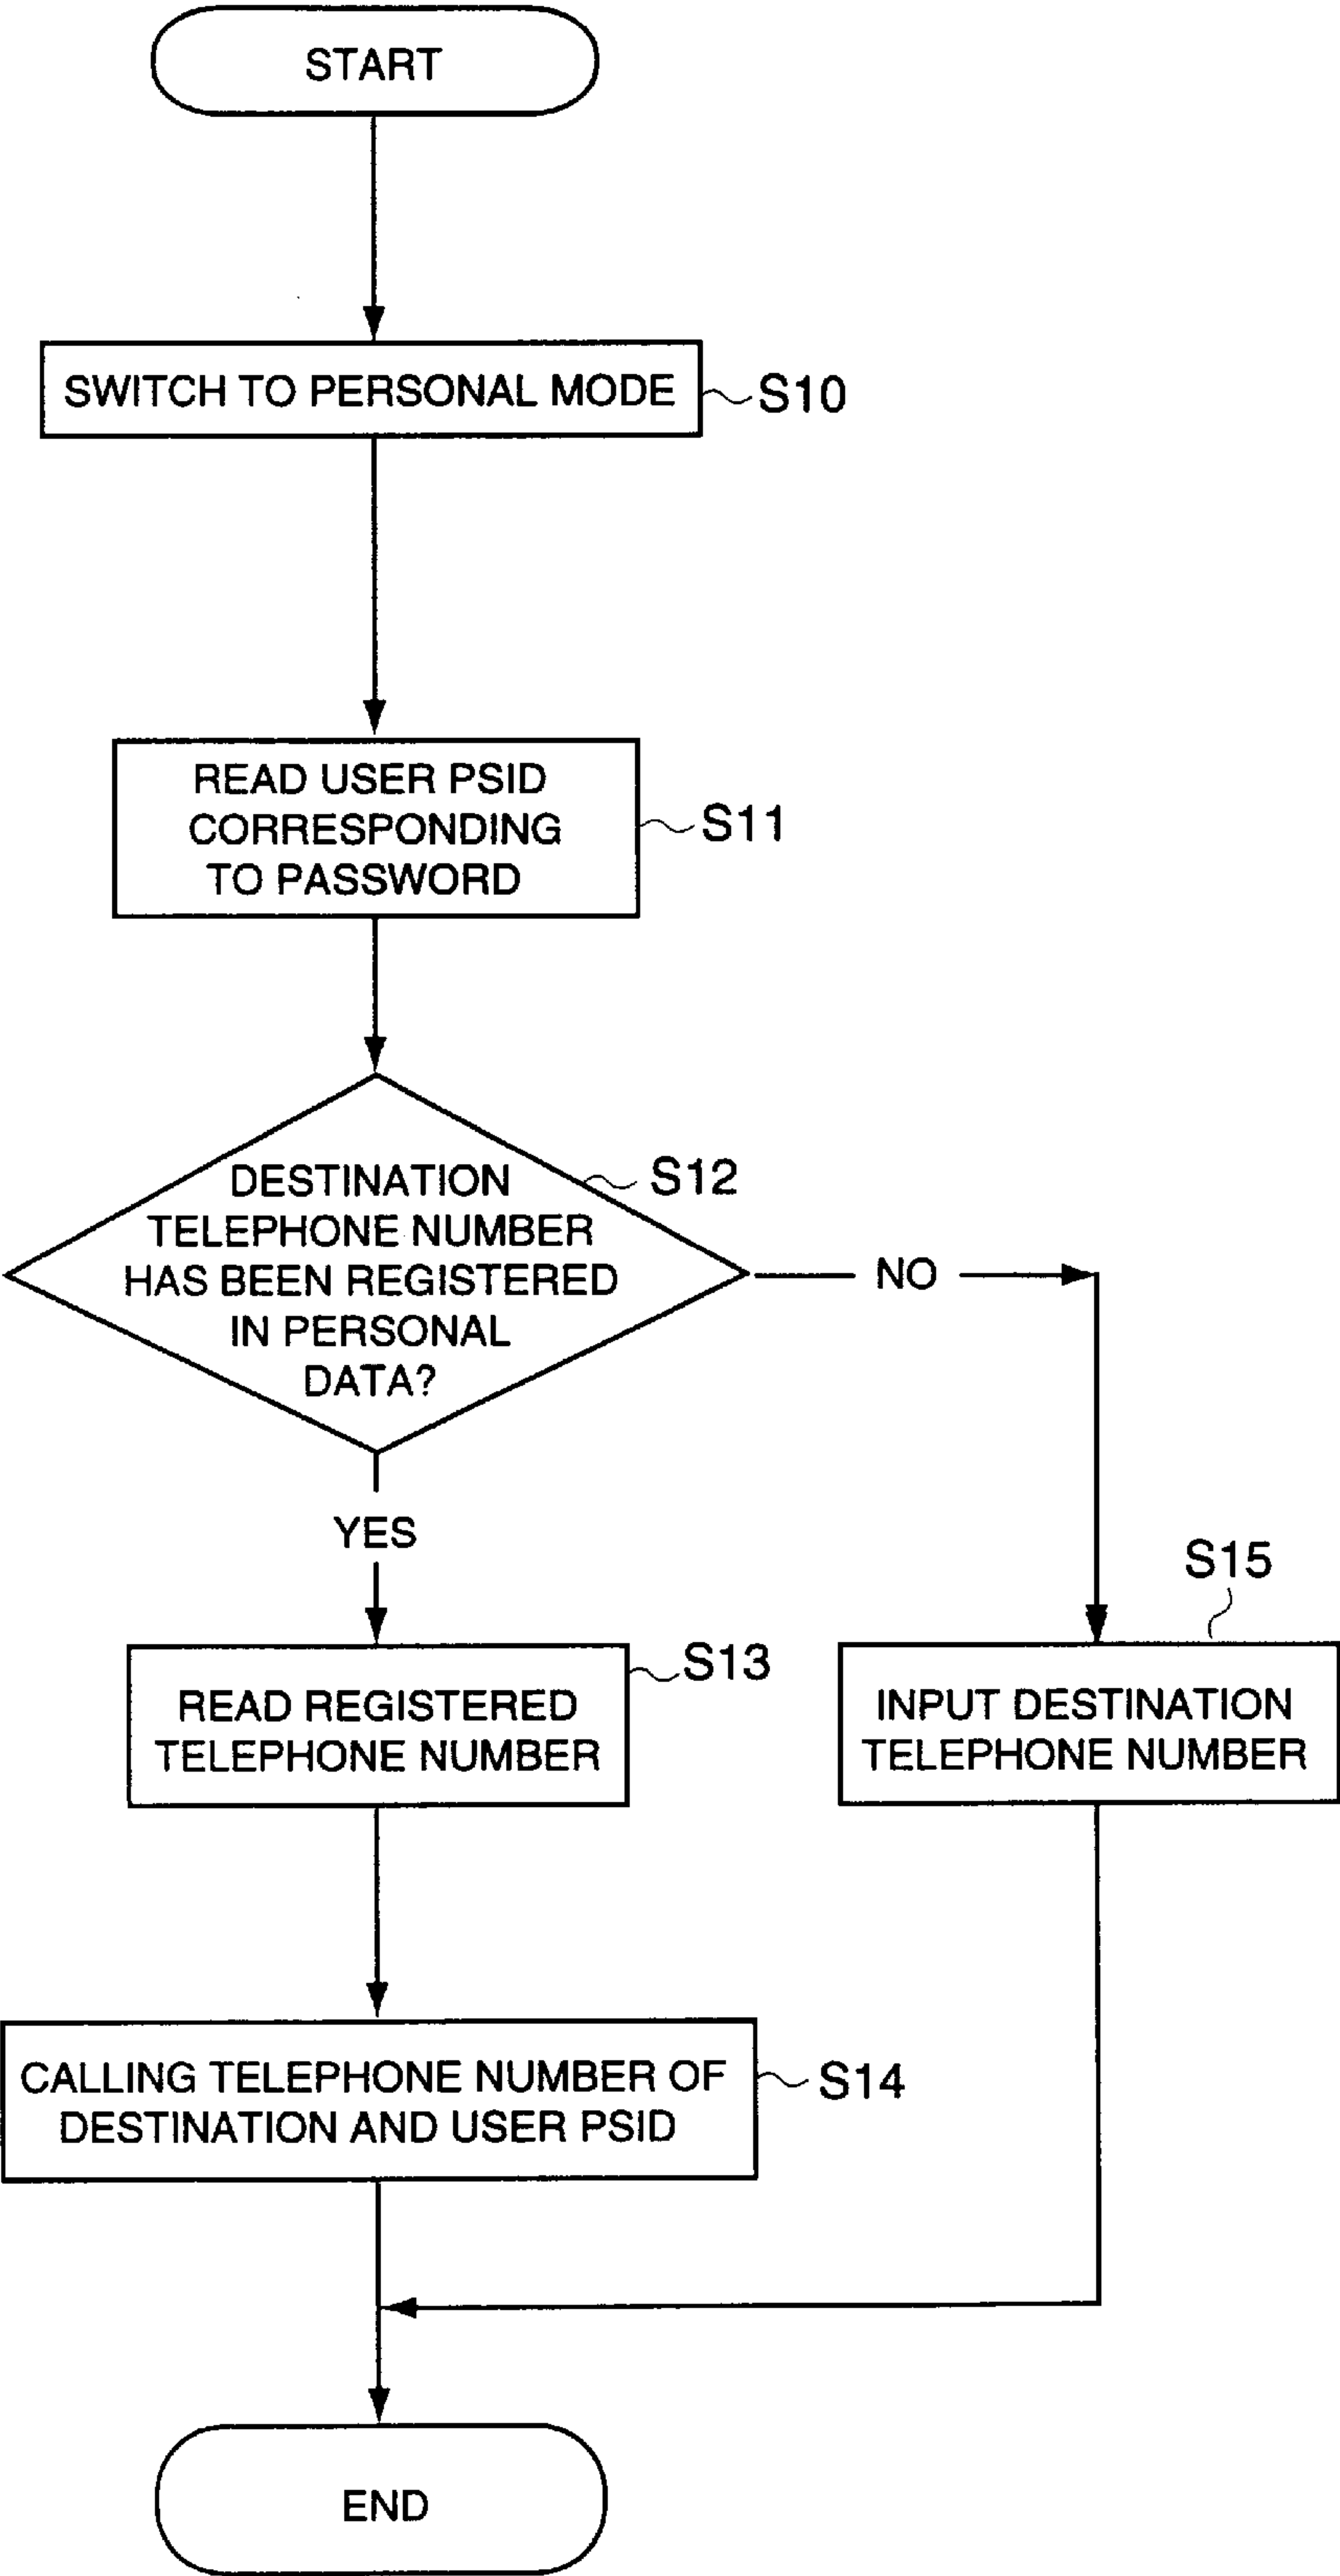 START
SWITCH TO PERSONAL MODE
S10
READ USER PSID
CORRESPONDING
TO PASSWORD
S11
DESTINATION
TELEPHONE NUMBER
HAS BEEN REGISTERED
IN PERSONAL
DATA?
S12
NO
YES
S13
READ REGISTERED
TELEPHONE NUMBER
S15
INPUT DESTINATION
TELEPHONE NUMBER
CALLING TELEPHONE NUMBER OF
DESTINATION AND USER PSID
S14
END